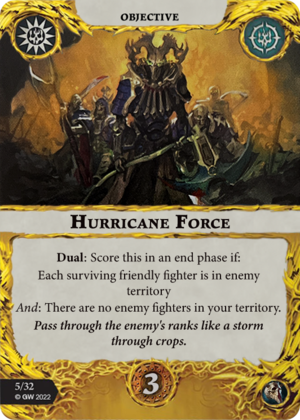 OBJECTIVE
HURRICANE FORCE
Dual: Score this in an end phase if:
Each surviving friendly fighter is in enemy
territory
And: There are no enemy fighters in your territory.
Pass through the enemy's ranks like a storm
through crops.
5/32
© GW 2022
3